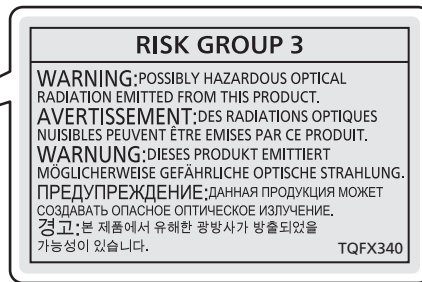 RISK GROUP 3
WARNING:POSSIBLY HAZARDOUS OPTICAL
RADIATION EMITTED FROM THIS PRODUCT.
AVERTISSEMENT:DES RADIATIONS OPTIQUES
NUISIBLES PEUVENT ÊTRE EMISES PAR CE PRODUIT.
WARNUNG:DIESES PRODUKT EMITTIERT
MÖGLICHERWEISE GEFÄHRLICHE OPTISCHE STRAHLUNG.
ПРЕДУПРЕЖДЕНИЕ:ДАННАЯ ПРОДУКЦИЯ МОЖЕТ
СОЗДАВАТЬ ОПАСНОЕ ОПТИЧЕСКОЕ ИЗЛУЧЕНИЕ.
경고:본 제품에서 유해한 광방사가 방출되었을
가능성이 있습니다. TQFX340